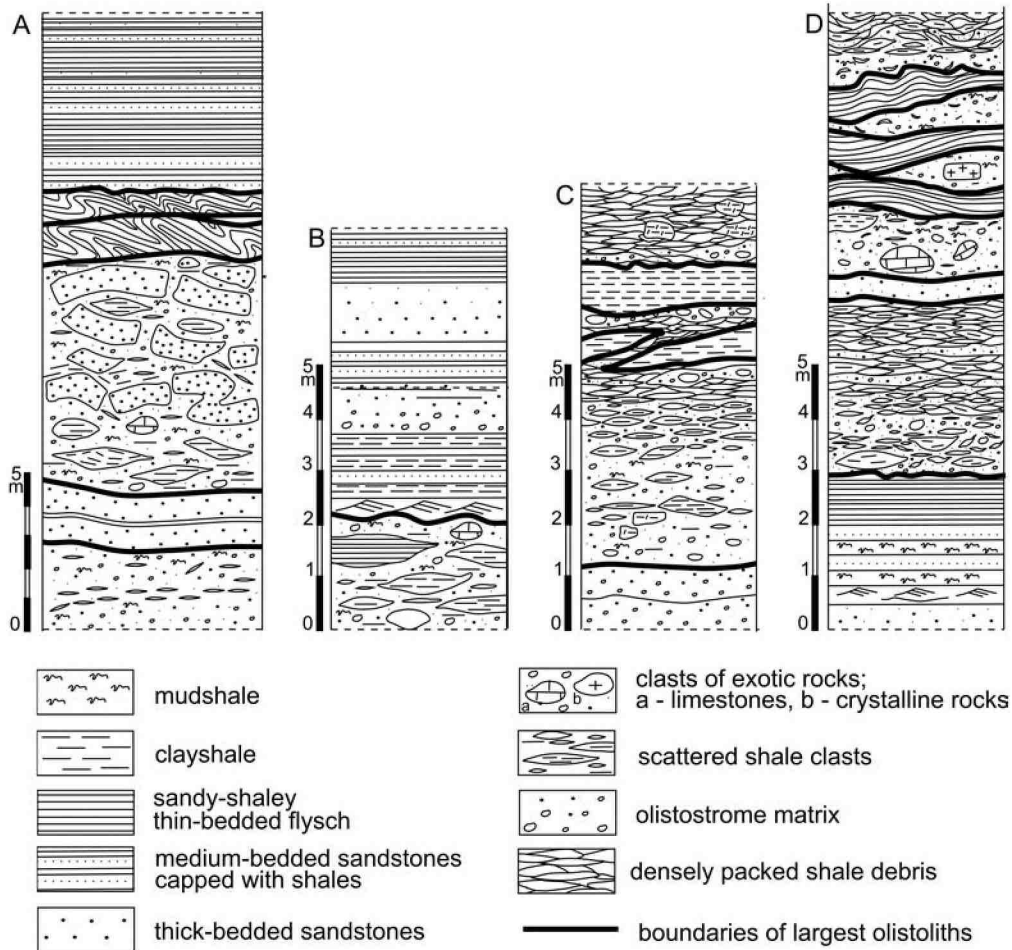 A
B
C
D
5
m
0
5
m
4
3
2
1
0
5
m
4
3
2
1
0
5
m
4
3
2
1
0
mudshale
clayshale
sandy-shaley
thin-bedded flysch
medium-bedded sandstones
capped with shales
thick-bedded sandstones
a
b
clasts of exotic rocks;
a - limestones, b - crystalline rocks
scattered shale clasts
olistostrome matrix
densely packed shale debris
boundaries of largest olistoliths